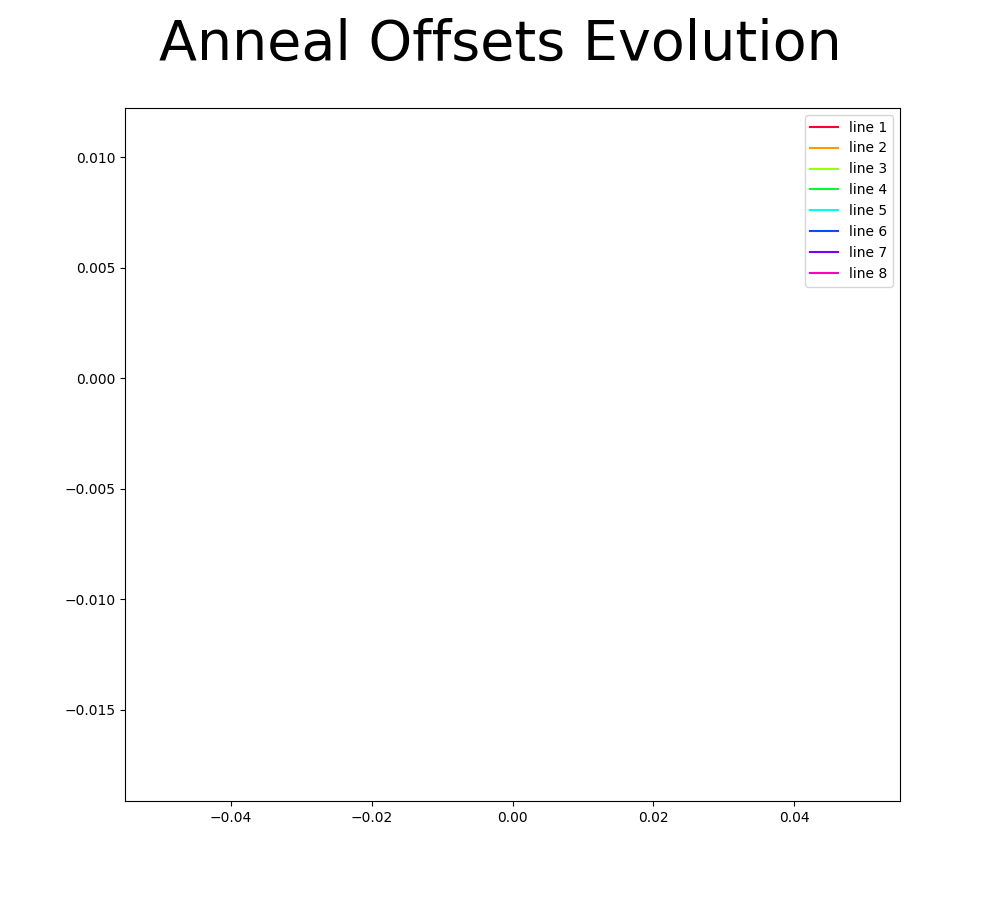 Anneal Offsets Evolution
line 1
line 2
line 3
line 4
line 5
line 6
line 7
line 8
0.010
0.005
0.000
−0.005
−0.010
−0.015
−0.04 −0.02 0.00 0.02 0.04